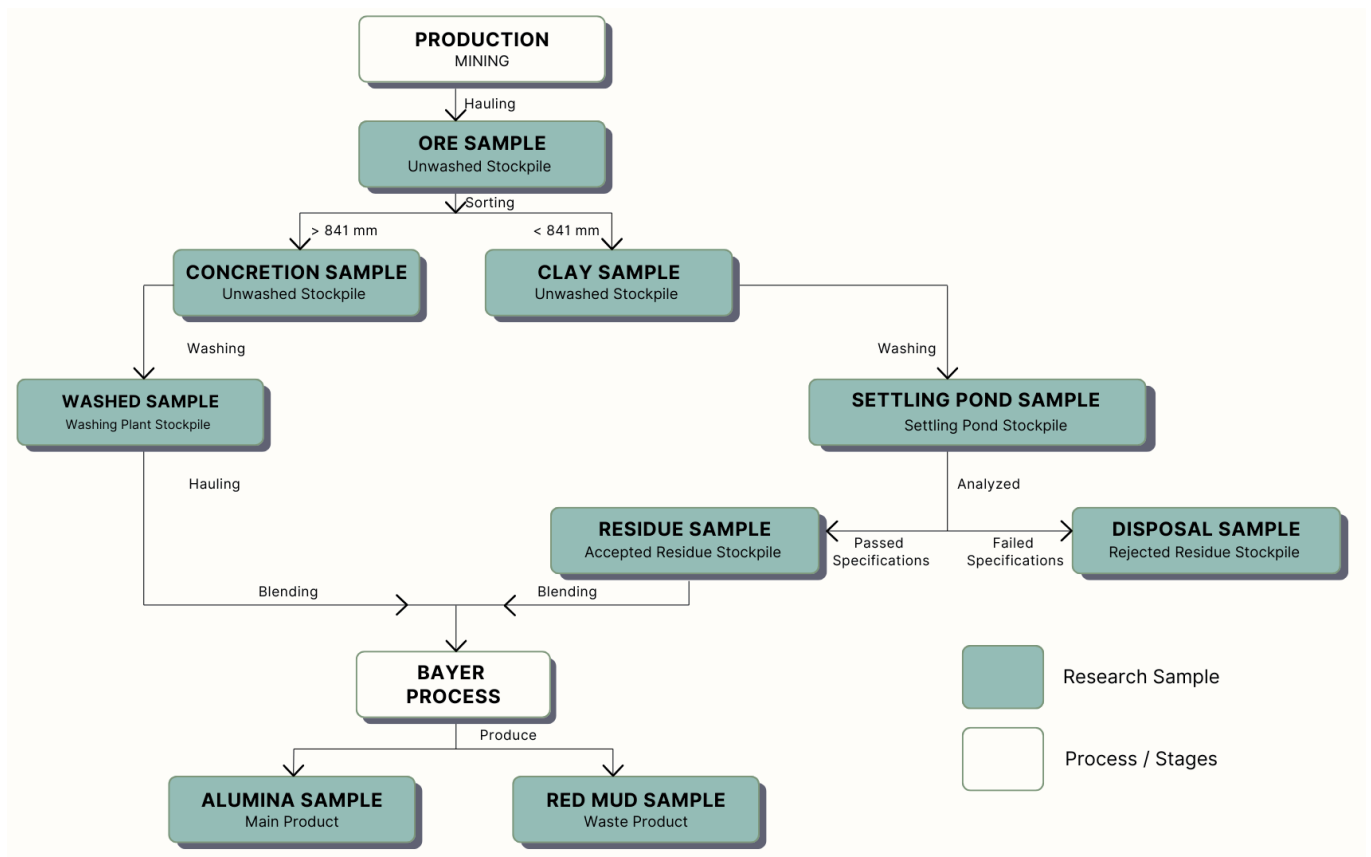 PRODUCTION
MINING
Hauling
ORE SAMPLE
Unwashed Stockpile
Sorting
> 841 mm
< 841 mm
CONCRETION SAMPLE
Unwashed Stockpile
CLAY SAMPLE
Unwashed Stockpile
Washing
Washing
WASHED SAMPLE
Washing Plant Stockpile
SETTLING POND SAMPLE
Settling Pond Stockpile
Hauling
Analyzed
RESIDUE SAMPLE
Accepted Residue Stockpile
Passed
Specifications
Failed
Specifications
DISPOSAL SAMPLE
Rejected Residue Stockpile
Blending
Blending
BAYER
PROCESS
Research Sample
Produce
Process / Stages
ALUMINA SAMPLE
Main Product
RED MUD SAMPLE
Waste Product